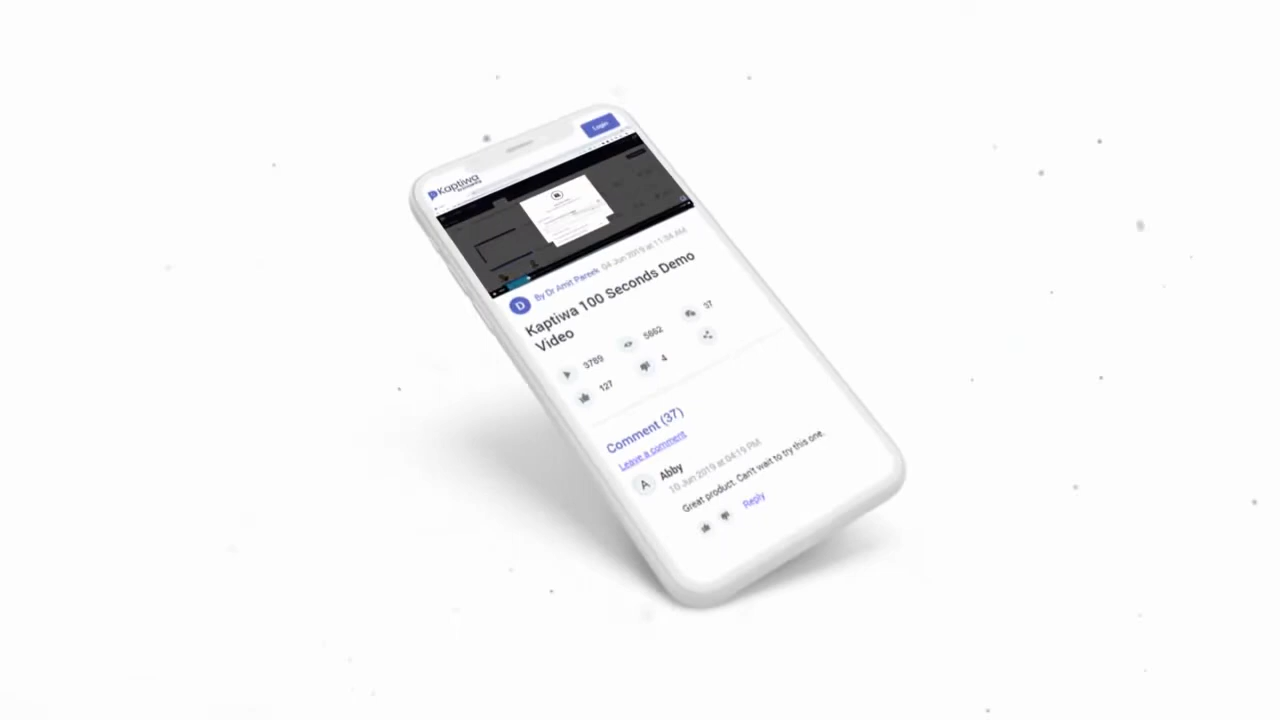 Login
Kaptiwa
D
By Dr Amit Pareek 04 Jun 2019 at 11:34 AM
Kaptiwa 100 Seconds Demo
Video
3789 5662 37
127 4
Comment (37)
Leave a comment
A
Abby
10 Jun 2019 at 04:19 PM
Great product. Can't wait to try this one.
Reply